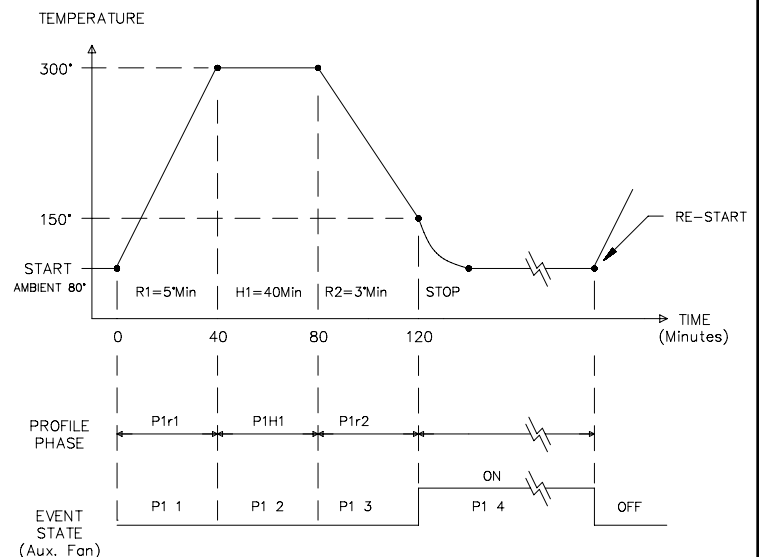 TEMPERATURE
300°
150°
START
AMBIENT 80°
R1=5°Min
H1=40Min
R2=3°Min
STOP
RE-START
0
40
80
120
TIME
(Minutes)
PROFILE
PHASE
P1r1
P1H1
P1r2
EVENT
STATE
(Aux. Fan)
P1 1
P1 2
P1 3
ON
P1 4
OFF